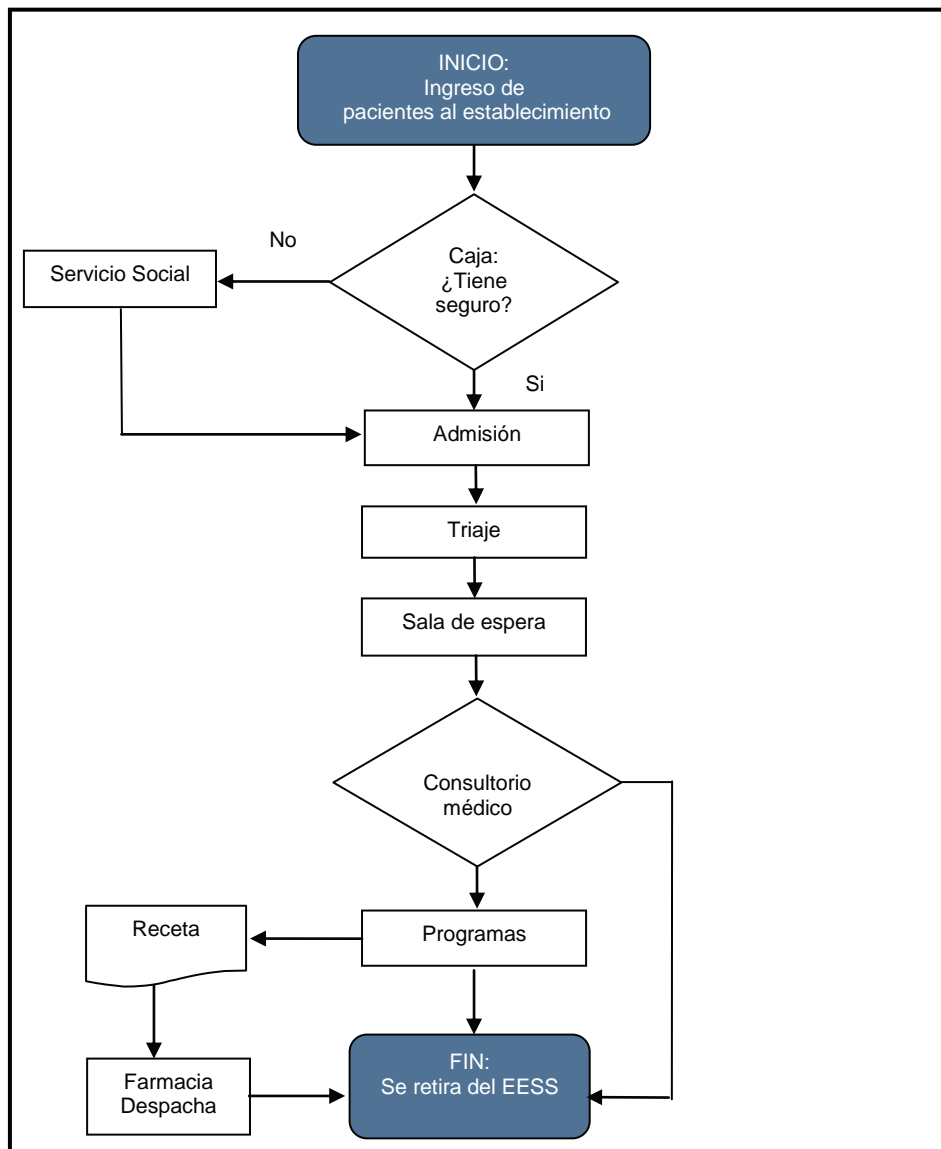 INICIO:
Ingreso de
pacientes al establecimiento
No
Caja:
¿Tiene
seguro?
Servicio Social
Si
Admisión
Triaje
Sala de espera
Consultorio
médico
Receta
Programas
Farmacia
Despacha
FIN:
Se retira del EESS